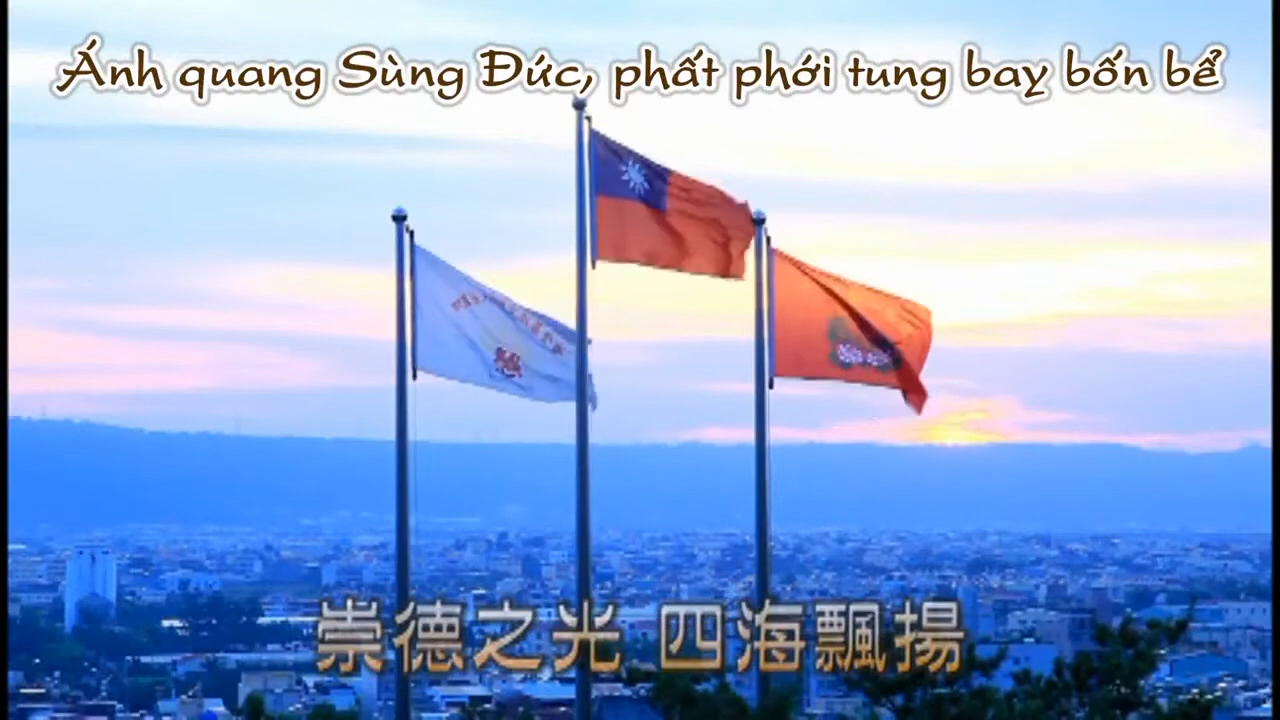 Ánh quang Sùng Đức, phất phới tung bay bốn bể
崇德之光 四海飄揚